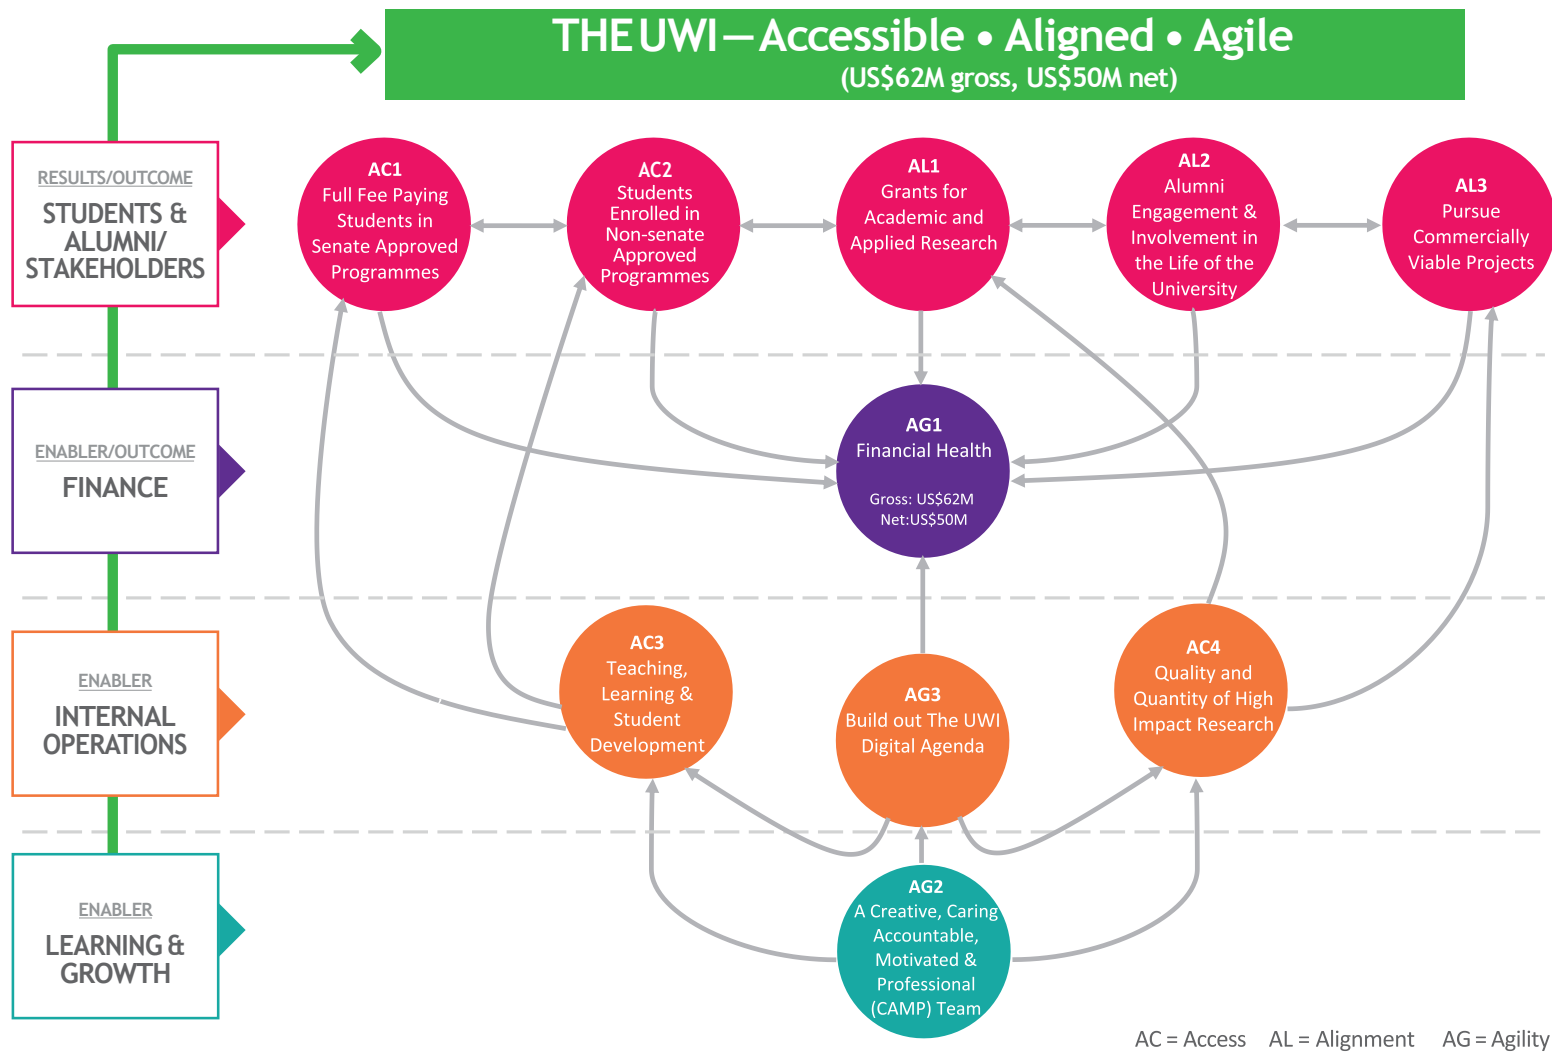 THE UWI — Accessible • Aligned • Agile
(US$62M gross, US$50M net)
RESULTS/OUTCOME
STUDENTS &
ALUMNI/
STAKEHOLDERS
AC1
Full Fee Paying
Students in
Senate Approved
Programmes
AC2
Students
Enrolled in
Non-senate
Approved
Programmes
AL1
Grants for
Academic and
Applied Research
AL2
Alumni
Engagement &
Involvement in
the Life of the
University
AL3
Pursue
Commercially
Viable Projects
ENABLER/OUTCOME
FINANCE
AG1
Financial Health
Gross: US$62M
Net:US$50M
ENABLER
INTERNAL
OPERATIONS
AC3
Teaching,
Learning &
Student
Development
AG3
Build out The UWI
Digital Agenda
AC4
Quality and
Quantity of High
Impact Research
ENABLER
LEARNING &
GROWTH
AG2
A Creative, Caring
Accountable,
Motivated &
Professional
(CAMP) Team
AC = Access AL = Alignment AG = Agility